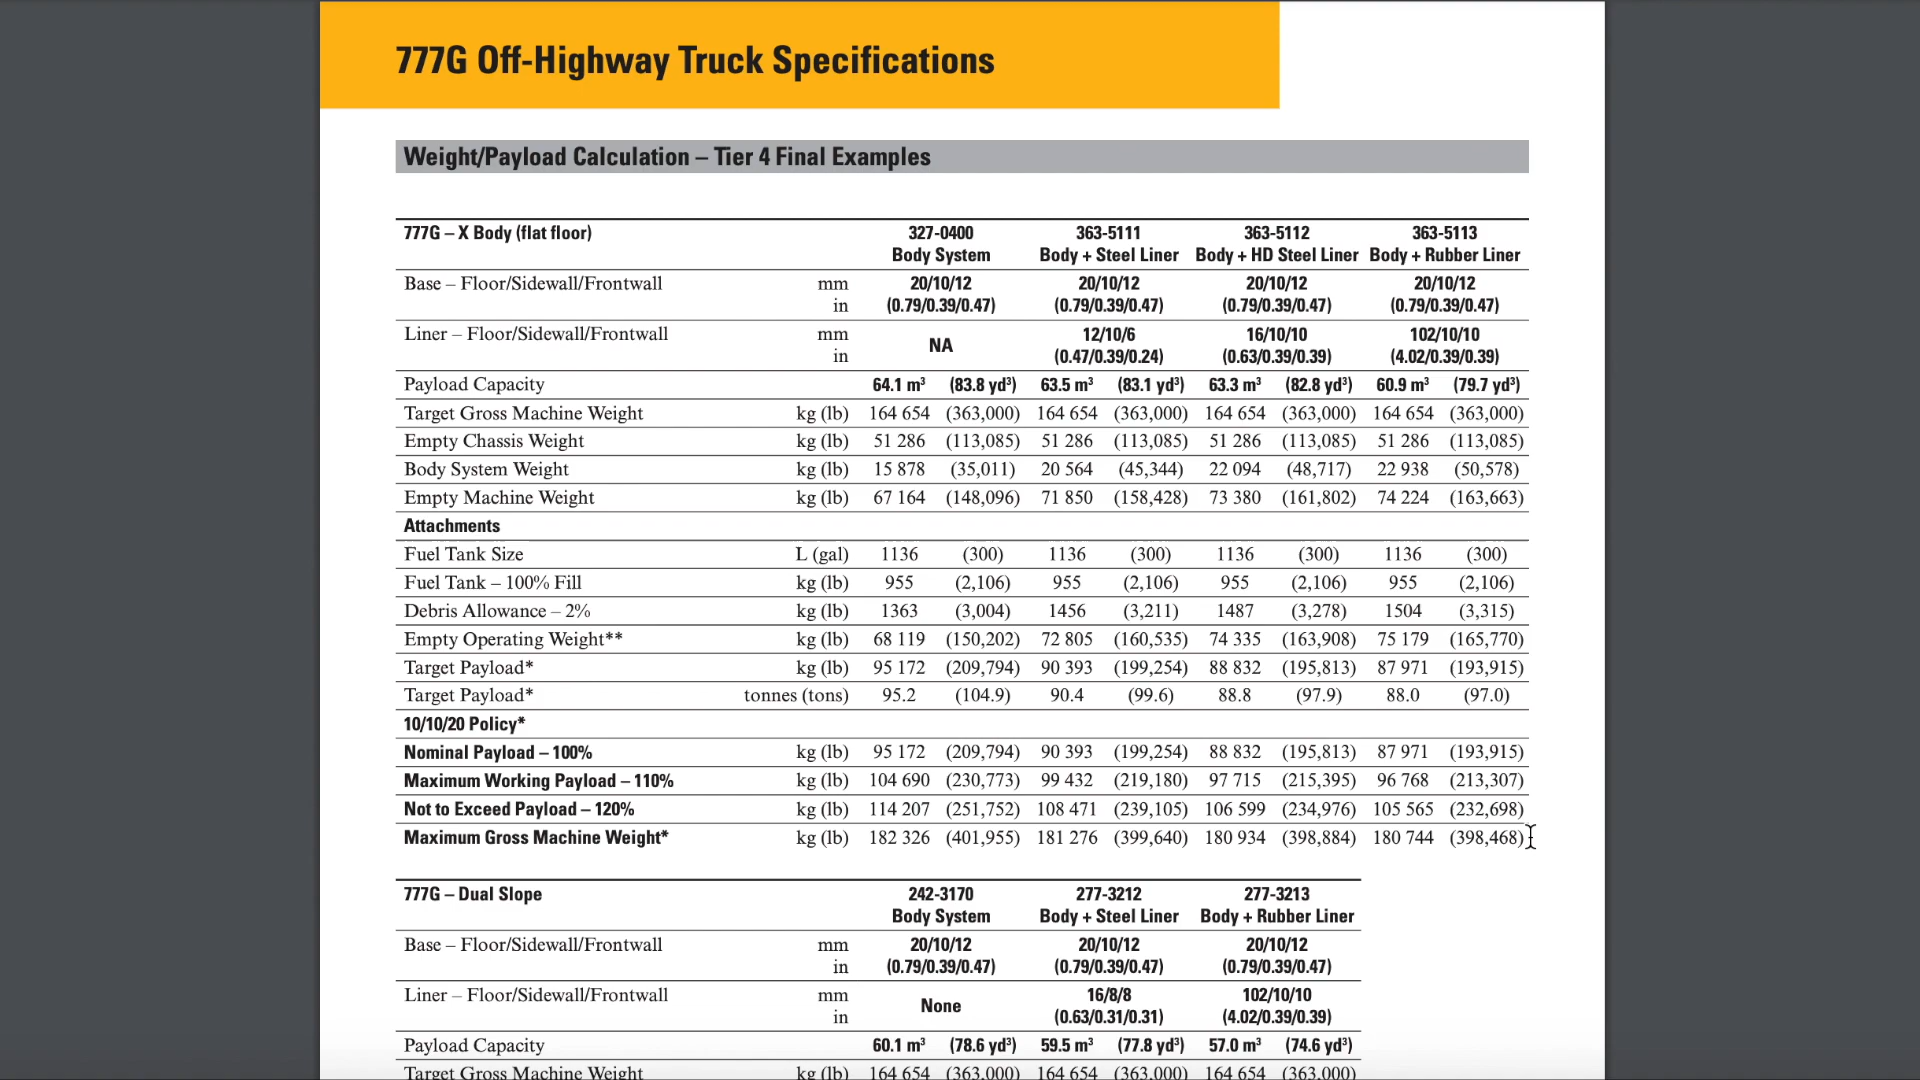 777G Off-Highway Truck Specifications
Weight/Payload Calculation – Tier 4 Final Examples
777G – X Body (flat floor) 327-0400 363-5111 363-5112 363-5113
Body System Body + Steel Liner Body + HD Steel Liner Body + Rubber Liner
Base – Floor/Sidewall/Frontwall mm 20/10/12 20/10/12 20/10/12 20/10/12
in (0.79/0.39/0.47) (0.79/0.39/0.47) (0.79/0.39/0.47) (0.79/0.39/0.47)
Liner – Floor/Sidewall/Frontwall mm NA 12/10/6 16/10/10 102/10/10
in (0.47/0.39/0.24) (0.63/0.39/0.39) (4.02/0.39/0.39)
Payload Capacity 64.1 m³ (83.8 yd³) 63.5 m³ (83.1 yd³) 63.3 m³ (82.8 yd³) 60.9 m³ (79.7 yd³)
Target Gross Machine Weight kg (lb) 164 654 (363,000) 164 654 (363,000) 164 654 (363,000) 164 654 (363,000)
Empty Chassis Weight kg (lb) 51 286 (113,085) 51 286 (113,085) 51 286 (113,085) 51 286 (113,085)
Body System Weight kg (lb) 15 878 (35,011) 20 564 (45,344) 22 094 (48,717) 22 938 (50,578)
Empty Machine Weight kg (lb) 67 164 (148,096) 71 850 (158,428) 73 380 (161,802) 74 224 (163,663)
Attachments
Fuel Tank Size L (gal) 1136 (300) 1136 (300) 1136 (300) 1136 (300)
Fuel Tank – 100% Fill kg (lb) 955 (2,106) 955 (2,106) 955 (2,106) 955 (2,106)
Debris Allowance – 2% kg (lb) 1363 (3,004) 1456 (3,211) 1487 (3,278) 1504 (3,315)
Empty Operating Weight** kg (lb) 68 119 (150,202) 72 805 (160,535) 74 335 (163,908) 75 179 (165,770)
Target Payload* kg (lb) 95 172 (209,794) 90 393 (199,254) 88 832 (195,813) 87 971 (193,915)
Target Payload* tonnes (tons) 95.2 (104.9) 90.4 (99.6) 88.8 (97.9) 88.0 (97.0)
10/10/20 Policy*
Nominal Payload – 100% kg (lb) 95 172 (209,794) 90 393 (199,254) 88 832 (195,813) 87 971 (193,915)
Maximum Working Payload – 110% kg (lb) 104 690 (230,773) 99 432 (219,180) 97 715 (215,395) 96 768 (213,307)
Not to Exceed Payload – 120% kg (lb) 114 207 (251,752) 108 471 (239,105) 106 599 (234,976) 105 565 (232,698)
Maximum Gross Machine Weight* kg (lb) 182 326 (401,955) 181 276 (399,640) 180 934 (398,884) 180 744 (398,468)
777G – Dual Slope 242-3170 277-3212 277-3213
Body System Body + Steel Liner Body + Rubber Liner
Base – Floor/Sidewall/Frontwall mm 20/10/12 20/10/12 20/10/12
in (0.79/0.39/0.47) (0.79/0.39/0.47) (0.79/0.39/0.47)
Liner – Floor/Sidewall/Frontwall mm None 16/8/8 102/10/10
in (0.63/0.31/0.31) (4.02/0.39/0.39)
Payload Capacity 60.1 m³ (78.6 yd³) 59.5 m³ (77.8 yd³) 57.0 m³ (74.6 yd³)
Target Gross Machine Weight kg (lb) 164 654 (363,000) 164 654 (363,000) 164 654 (363,000)